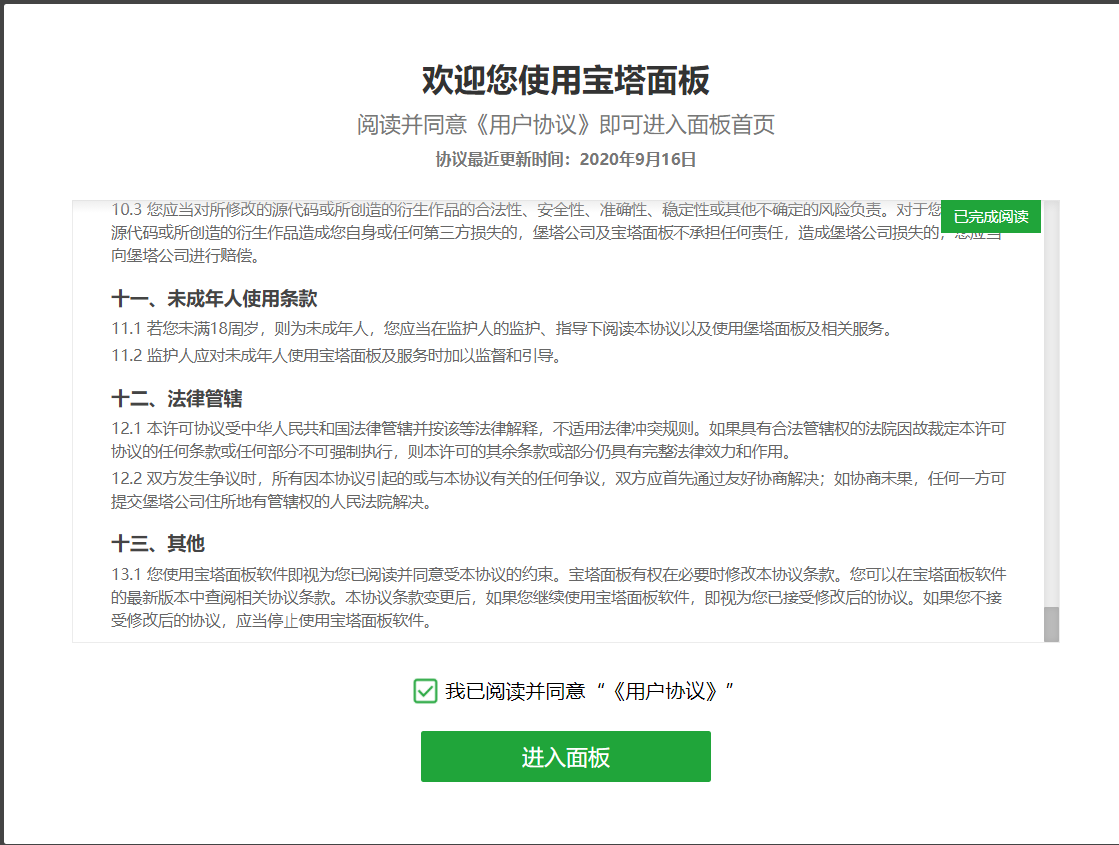 欢迎您使用宝塔面板
阅读并同意《用户协议》即可进入面板首页
协议最近更新时间：2020年9月16日
10.3 您应当对所修改的源代码或所创造的衍生作品的合法性、安全性、准确性、稳定性或其他不确定的风险负责。对于您
已完成阅读
源代码或所创造的衍生作品造成您自身或任何第三方损失的，堡塔公司及宝塔面板不承担任何责任，造成堡塔公司损失的，您应当
向堡塔公司进行赔偿。
十一、未成年人使用条款
11.1 若您未满18周岁，则为未成年人，您应当在监护人的监护、指导下阅读本协议以及使用堡塔面板及相关服务。
11.2 监护人应对未成年人使用宝塔面板及服务时加以监督和引导。
十二、法律管辖
12.1 本许可协议受中华人民共和国法律管辖并按该等法律解释，不适用法律冲突规则。如果具有合法管辖权的法院因故裁定本许可
协议的任何条款或任何部分不可强制执行，则本许可的其余条款或部分仍具有完整法律效力和作用。
12.2 双方发生争议时，所有因本协议引起的或与本协议有关的任何争议，双方应首先通过友好协商解决；如协商未果，任何一方可
提交堡塔公司住所地有管辖权的人民法院解决。
十三、其他
13.1 您使用宝塔面板软件即视为您已阅读并同意受本协议的约束。宝塔面板有权在必要时修改本协议条款。您可以在宝塔面板软件
的最新版本中查阅相关协议条款。本协议条款变更后，如果您继续使用宝塔面板软件，即视为您已接受修改后的协议。如果您不接
受修改后的协议，应当停止使用宝塔面板软件。
我已阅读并同意“《用户协议》”
进入面板